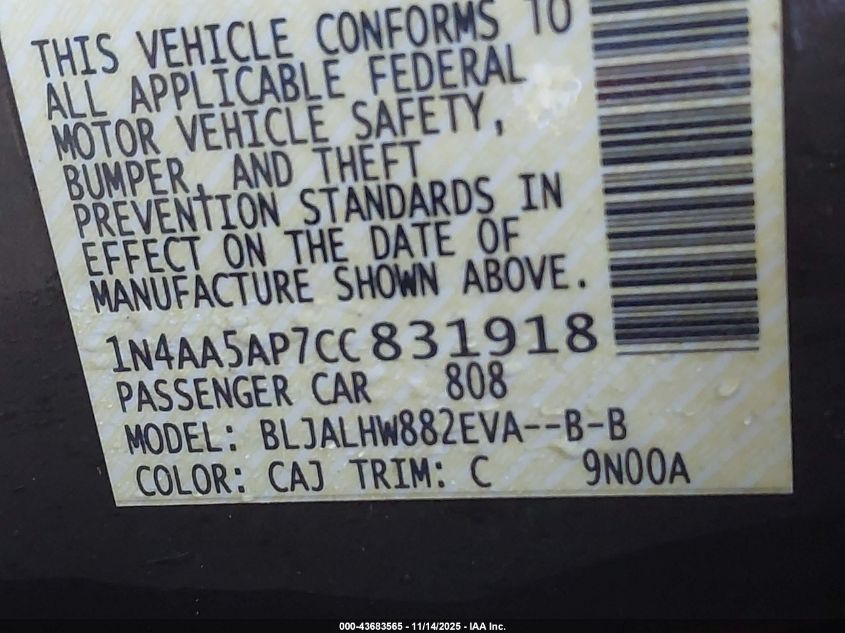 THIS VEHICLE CONFORMS TO
ALL APPLICABLE FEDERAL
MOTOR VEHICLE SAFETY,
BUMPER, AND THEFT
PREVENTION STANDARDS IN
EFFECT ON THE DATE OF
MANUFACTURE SHOWN ABOVE.
1N4AA5AP7CC831918
PASSENGER CAR 808
MODEL: BLJALHW882EVA--B-B
COLOR: CAJ TRIM: C 9N00A
000-43683565 - 11/14/2025 - IAA Inc.